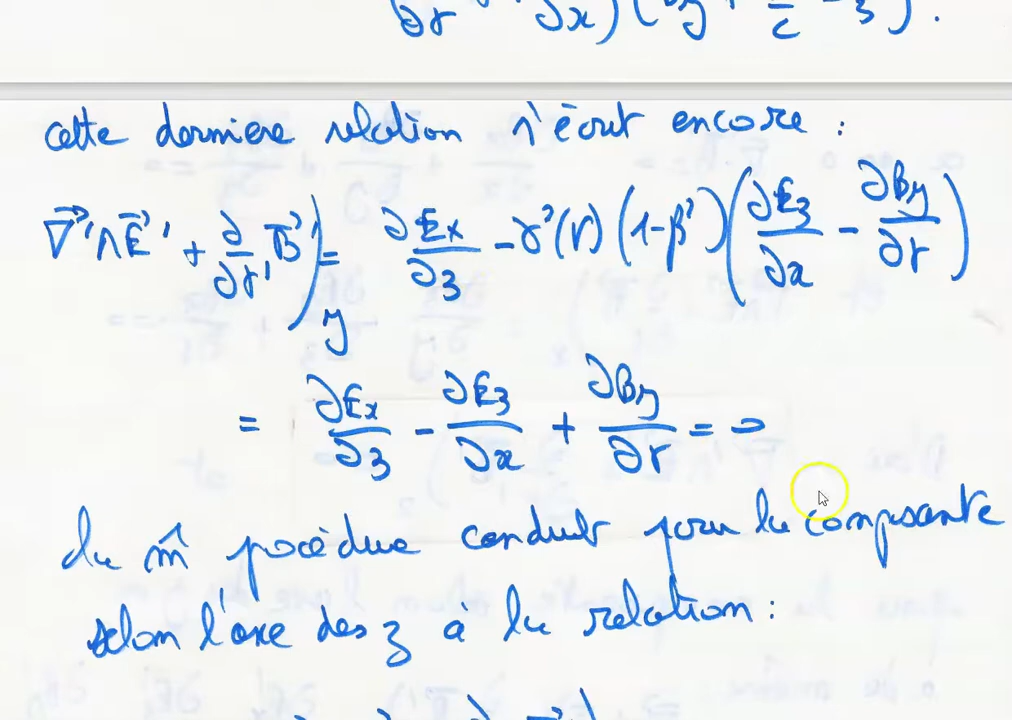 cette dernière relation s'écrit encore :
∇⃗' ∧ E⃗' + ∂/∂t' B⃗')_y = ∂Ex/∂z - γ²(V) (1-β²) (∂Ez/∂x - ∂By/∂t)
= ∂Ex/∂z - ∂Ez/∂x + ∂By/∂t = 0
La m̂ procédure conduit pour la composante
selon l'axe des z à la relation :